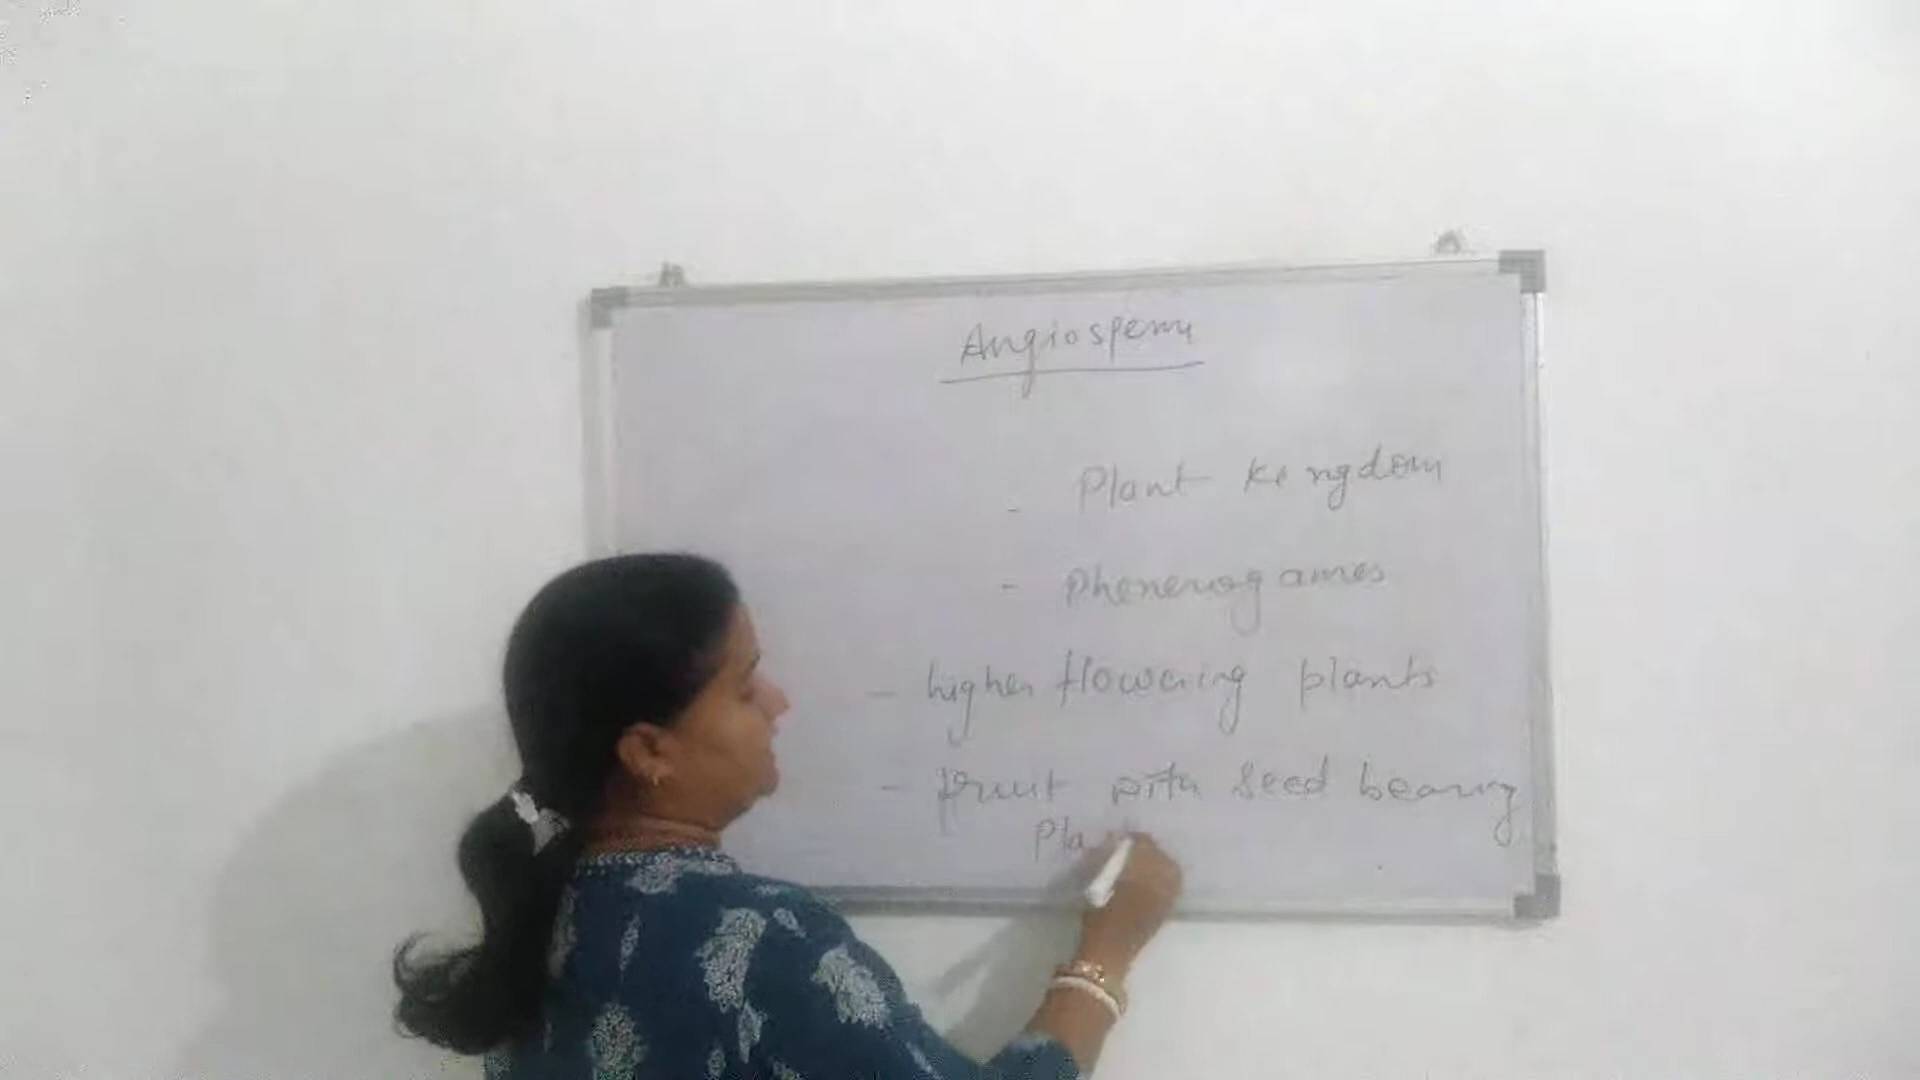 Angiosperm
- Plant Kingdom
- Phenerogames
- higher flowering plants
- fruit with seed bearing
Pla